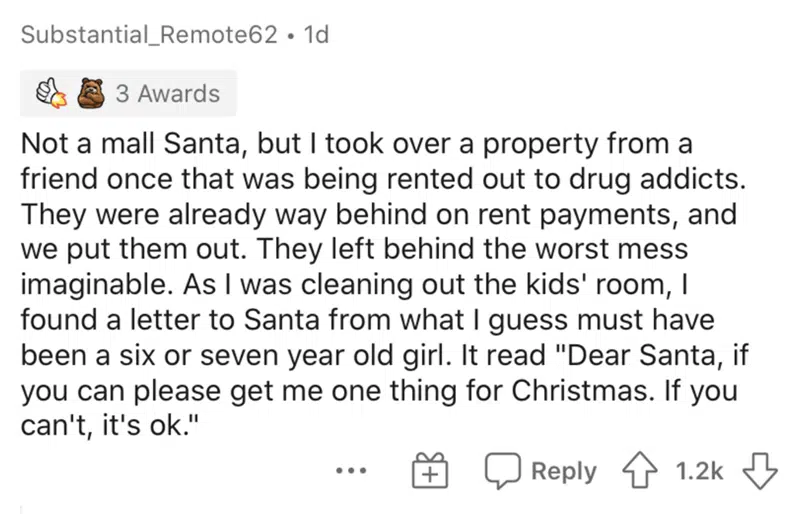 Substantial_Remote62 • 1d
3 Awards
Not a mall Santa, but I took over a property from a
friend once that was being rented out to drug addicts.
They were already way behind on rent payments, and
we put them out. They left behind the worst mess
imaginable. As I was cleaning out the kids' room, I
found a letter to Santa from what I guess must have
been a six or seven year old girl. It read "Dear Santa, if
you can please get me one thing for Christmas. If you
can't, it's ok."
Reply 1.2k